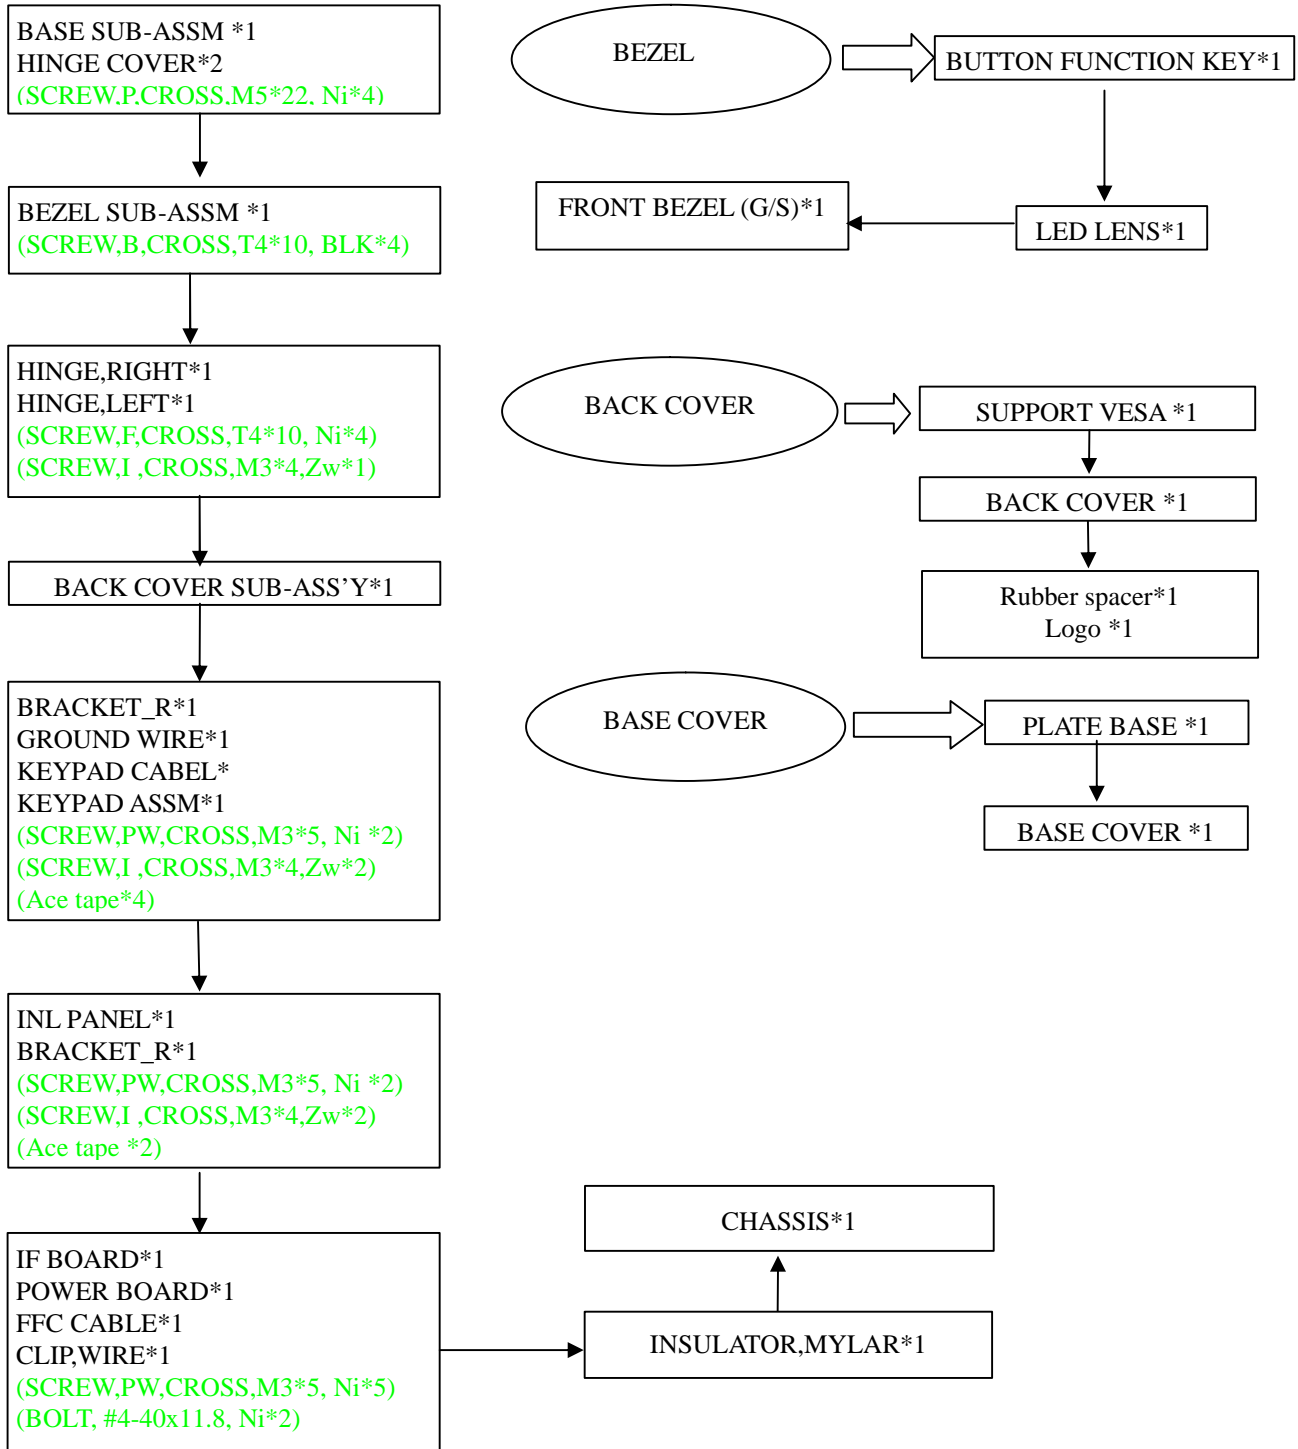 BASE SUB-ASSM *1
HINGE COVER*2
(SCREW,P,CROSS,M5*22, Ni*4)
BEZEL SUB-ASSM *1
(SCREW,B,CROSS,T4*10, BLK*4)
HINGE,RIGHT*1
HINGE,LEFT*1
(SCREW,F,CROSS,T4*10, Ni*4)
(SCREW,I ,CROSS,M3*4,Zw*1)
BACK COVER SUB-ASS’Y*1
BRACKET_R*1
GROUND WIRE*1
KEYPAD CABEL*
KEYPAD ASSM*1
(SCREW,PW,CROSS,M3*5, Ni *2)
(SCREW,I ,CROSS,M3*4,Zw*2)
(Ace tape*4)
INL PANEL*1
BRACKET_R*1
(SCREW,PW,CROSS,M3*5, Ni *2)
(SCREW,I ,CROSS,M3*4,Zw*2)
(Ace tape *2)
IF BOARD*1
POWER BOARD*1
FFC CABLE*1
CLIP,WIRE*1
(SCREW,PW,CROSS,M3*5, Ni*5)
(BOLT, #4-40x11.8, Ni*2)
INSULATOR,MYLAR*1
CHASSIS*1
BEZEL
BUTTON FUNCTION KEY*1
LED LENS*1
FRONT BEZEL (G/S)*1
BACK COVER
SUPPORT VESA *1
BACK COVER *1
Rubber spacer*1
Logo *1
BASE COVER
PLATE BASE *1
BASE COVER *1